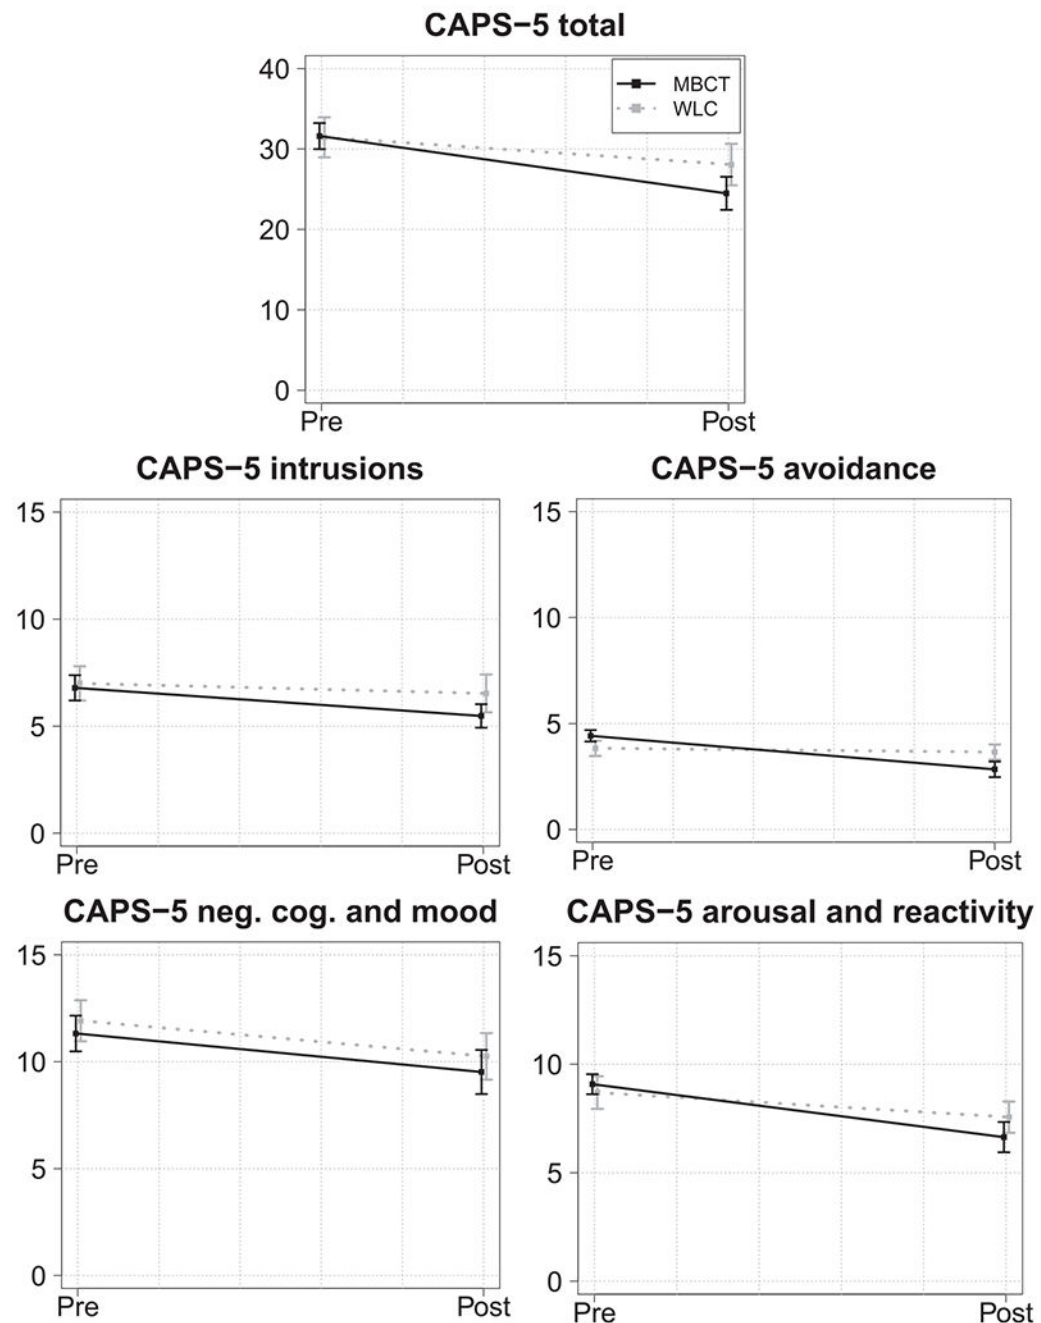 CAPS−5 total
40
30
20
10
0
MBCT
WLC
Pre Post
CAPS−5 intrusions
15
10
5
0
Pre Post
CAPS−5 avoidance
15
10
5
0
Pre Post
CAPS−5 neg. cog. and mood
15
10
5
0
Pre Post
CAPS−5 arousal and reactivity
15
10
5
0
Pre Post